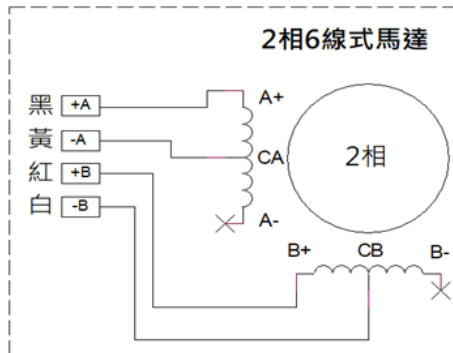 2相6線式馬達
黑 +A A+
黃 -A CA
紅 +B 2相
白 -B A-
B+ CB B-